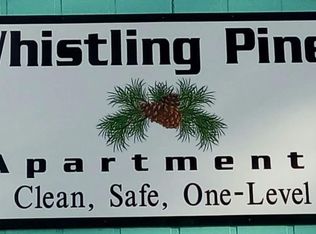 Whistling Pine
Apartment
Clean, Safe, One-Level